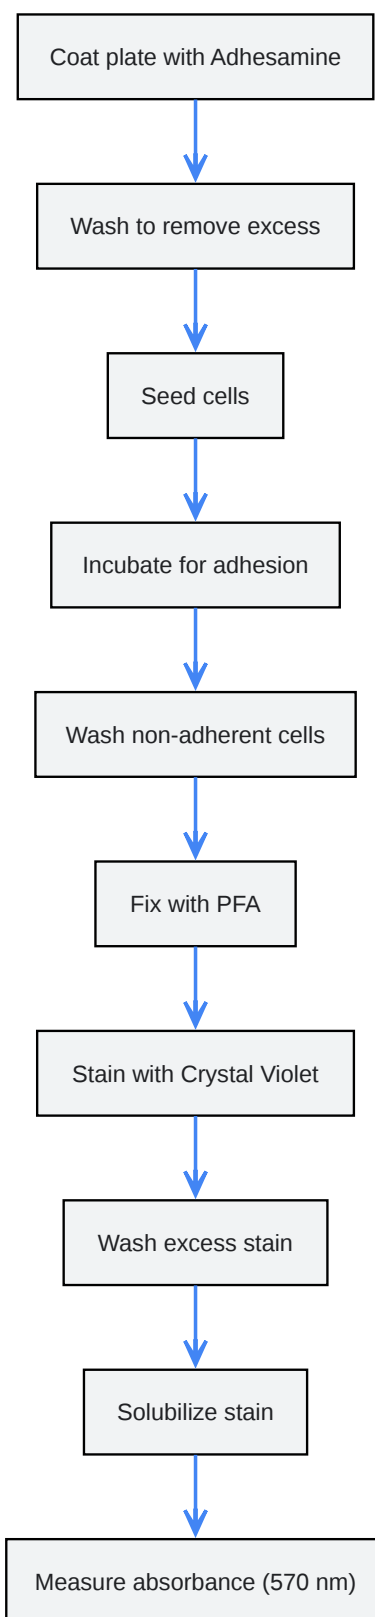 Coat plate with Adhesamine
Wash to remove excess
Seed cells
Incubate for adhesion
Wash non-adherent cells
Fix with PFA
Stain with Crystal Violet
Wash excess stain
Solubilize stain
Measure absorbance (570 nm)